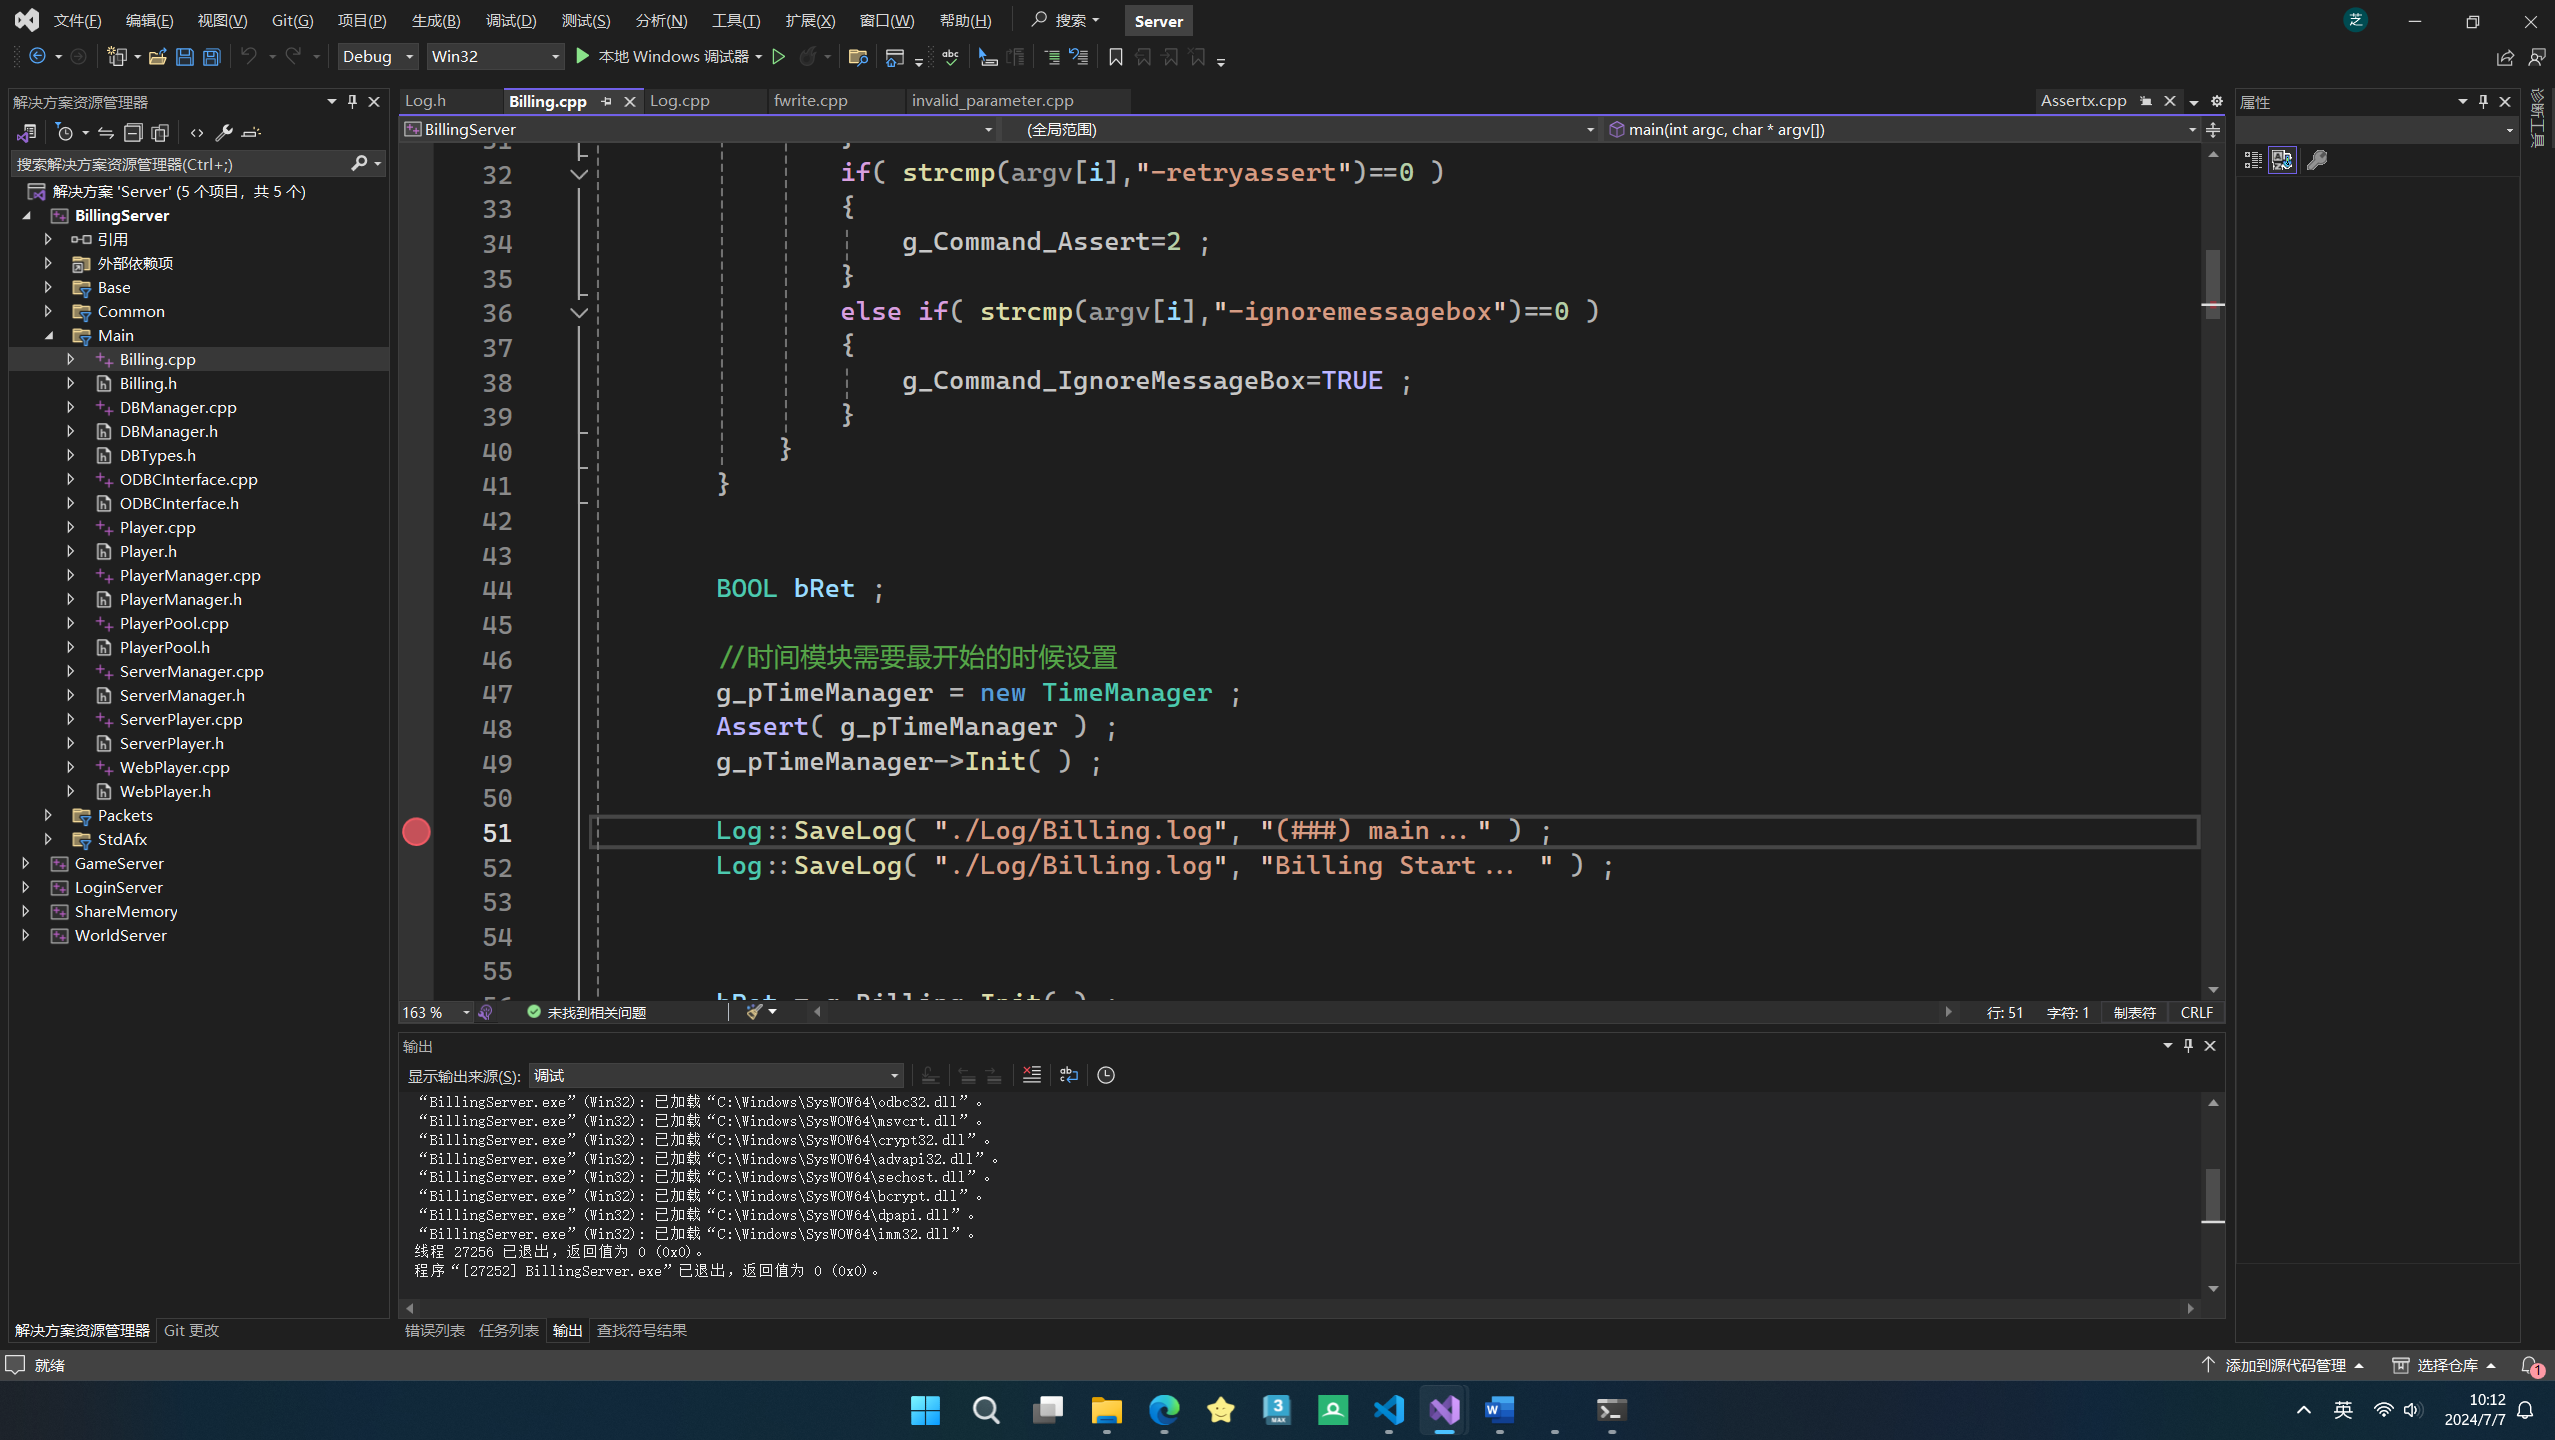 文件(F) 编辑(E) 视图(V) Git(G) 项目(P) 生成(B) 调试(D) 测试(S) 分析(N) 工具(T) 扩展(X) 窗口(W) 帮助(H) 搜索 Server 芝
Debug Win32 本地 Windows 调试器
解决方案资源管理器
搜索解决方案资源管理器(Ctrl+;)
解决方案 'Server' (5 个项目，共 5 个)
BillingServer
引用
外部依赖项
Base
Common
Main
Billing.cpp
Billing.h
DBManager.cpp
DBManager.h
DBTypes.h
ODBCInterface.cpp
ODBCInterface.h
Player.cpp
Player.h
PlayerManager.cpp
PlayerManager.h
PlayerPool.cpp
PlayerPool.h
ServerManager.cpp
ServerManager.h
ServerPlayer.cpp
ServerPlayer.h
WebPlayer.cpp
WebPlayer.h
Packets
StdAfx
GameServer
LoginServer
ShareMemory
WorldServer
解决方案资源管理器 Git 更改
Log.h Billing.cpp Log.cpp fwrite.cpp invalid_parameter.cpp Assertx.cpp
BillingServer (全局范围) main(int argc, char * argv[])
31 }
32 if( strcmp(argv[i],"-retryassert")==0 )
33 {
34 g_Command_Assert=2 ;
35 }
36 else if( strcmp(argv[i],"-ignoremessagebox")==0 )
37 {
38 g_Command_IgnoreMessageBox=TRUE ;
39 }
40 }
41 }
42
43
44 BOOL bRet ;
45
46 //时间模块需要最开始的时候设置
47 g_pTimeManager = new TimeManager ;
48 Assert( g_pTimeManager ) ;
49 g_pTimeManager->Init( ) ;
50
51 Log::SaveLog( "./Log/Billing.log", "(###) main..." ) ;
52 Log::SaveLog( "./Log/Billing.log", "Billing Start... " ) ;
53
54
55
56 bRet = g_Billing.Init( ) ;
163 % 未找到相关问题 行: 51 字符: 1 制表符 CRLF
输出
显示输出来源(S): 调试
“BillingServer.exe”(Win32): 已加载“C:\Windows\SysWOW64\odbc32.dll”。
“BillingServer.exe”(Win32): 已加载“C:\Windows\SysWOW64\msvcrt.dll”。
“BillingServer.exe”(Win32): 已加载“C:\Windows\SysWOW64\crypt32.dll”。
“BillingServer.exe”(Win32): 已加载“C:\Windows\SysWOW64\advapi32.dll”。
“BillingServer.exe”(Win32): 已加载“C:\Windows\SysWOW64\sechost.dll”。
“BillingServer.exe”(Win32): 已加载“C:\Windows\SysWOW64\bcrypt.dll”。
“BillingServer.exe”(Win32): 已加载“C:\Windows\SysWOW64\dpapi.dll”。
“BillingServer.exe”(Win32): 已加载“C:\Windows\SysWOW64\imm32.dll”。
线程 27256 已退出，返回值为 0 (0x0)。
程序“[27252] BillingServer.exe”已退出，返回值为 0 (0x0)。
错误列表 任务列表 输出 查找符号结果
属性
诊断工具
就绪 添加到源代码管理 选择仓库 1
英 10:12
2024/7/7